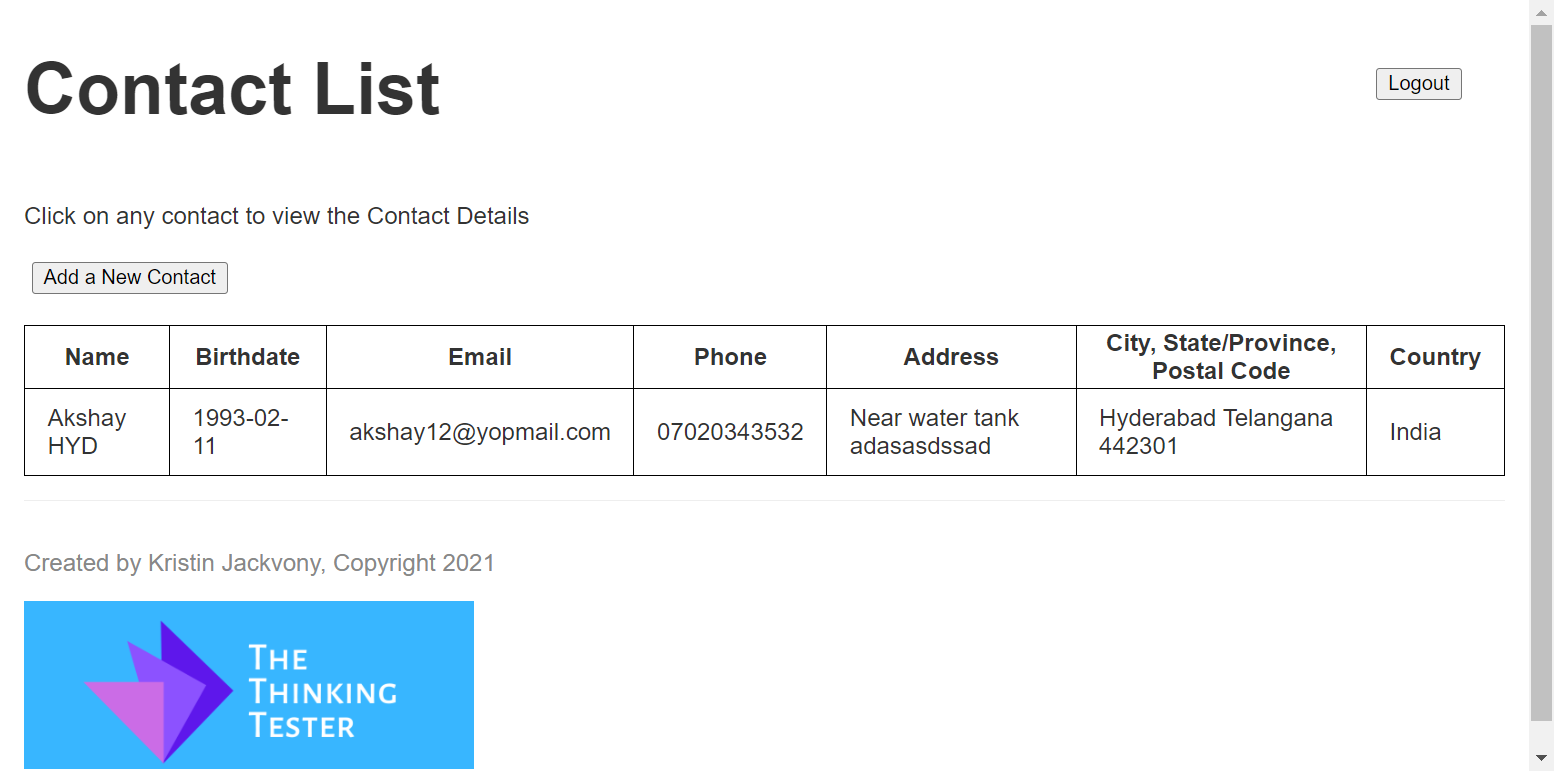 Contact List
Logout
Click on any contact to view the Contact Details
Add a New Contact
Name Birthdate Email Phone Address City, State/Province, Postal Code Country
Akshay HYD 1993-02-11 akshay12@yopmail.com 07020343532 Near water tank adasasdssad Hyderabad Telangana 442301 India
Created by Kristin Jackvony, Copyright 2021
THE
THINKING
TESTER